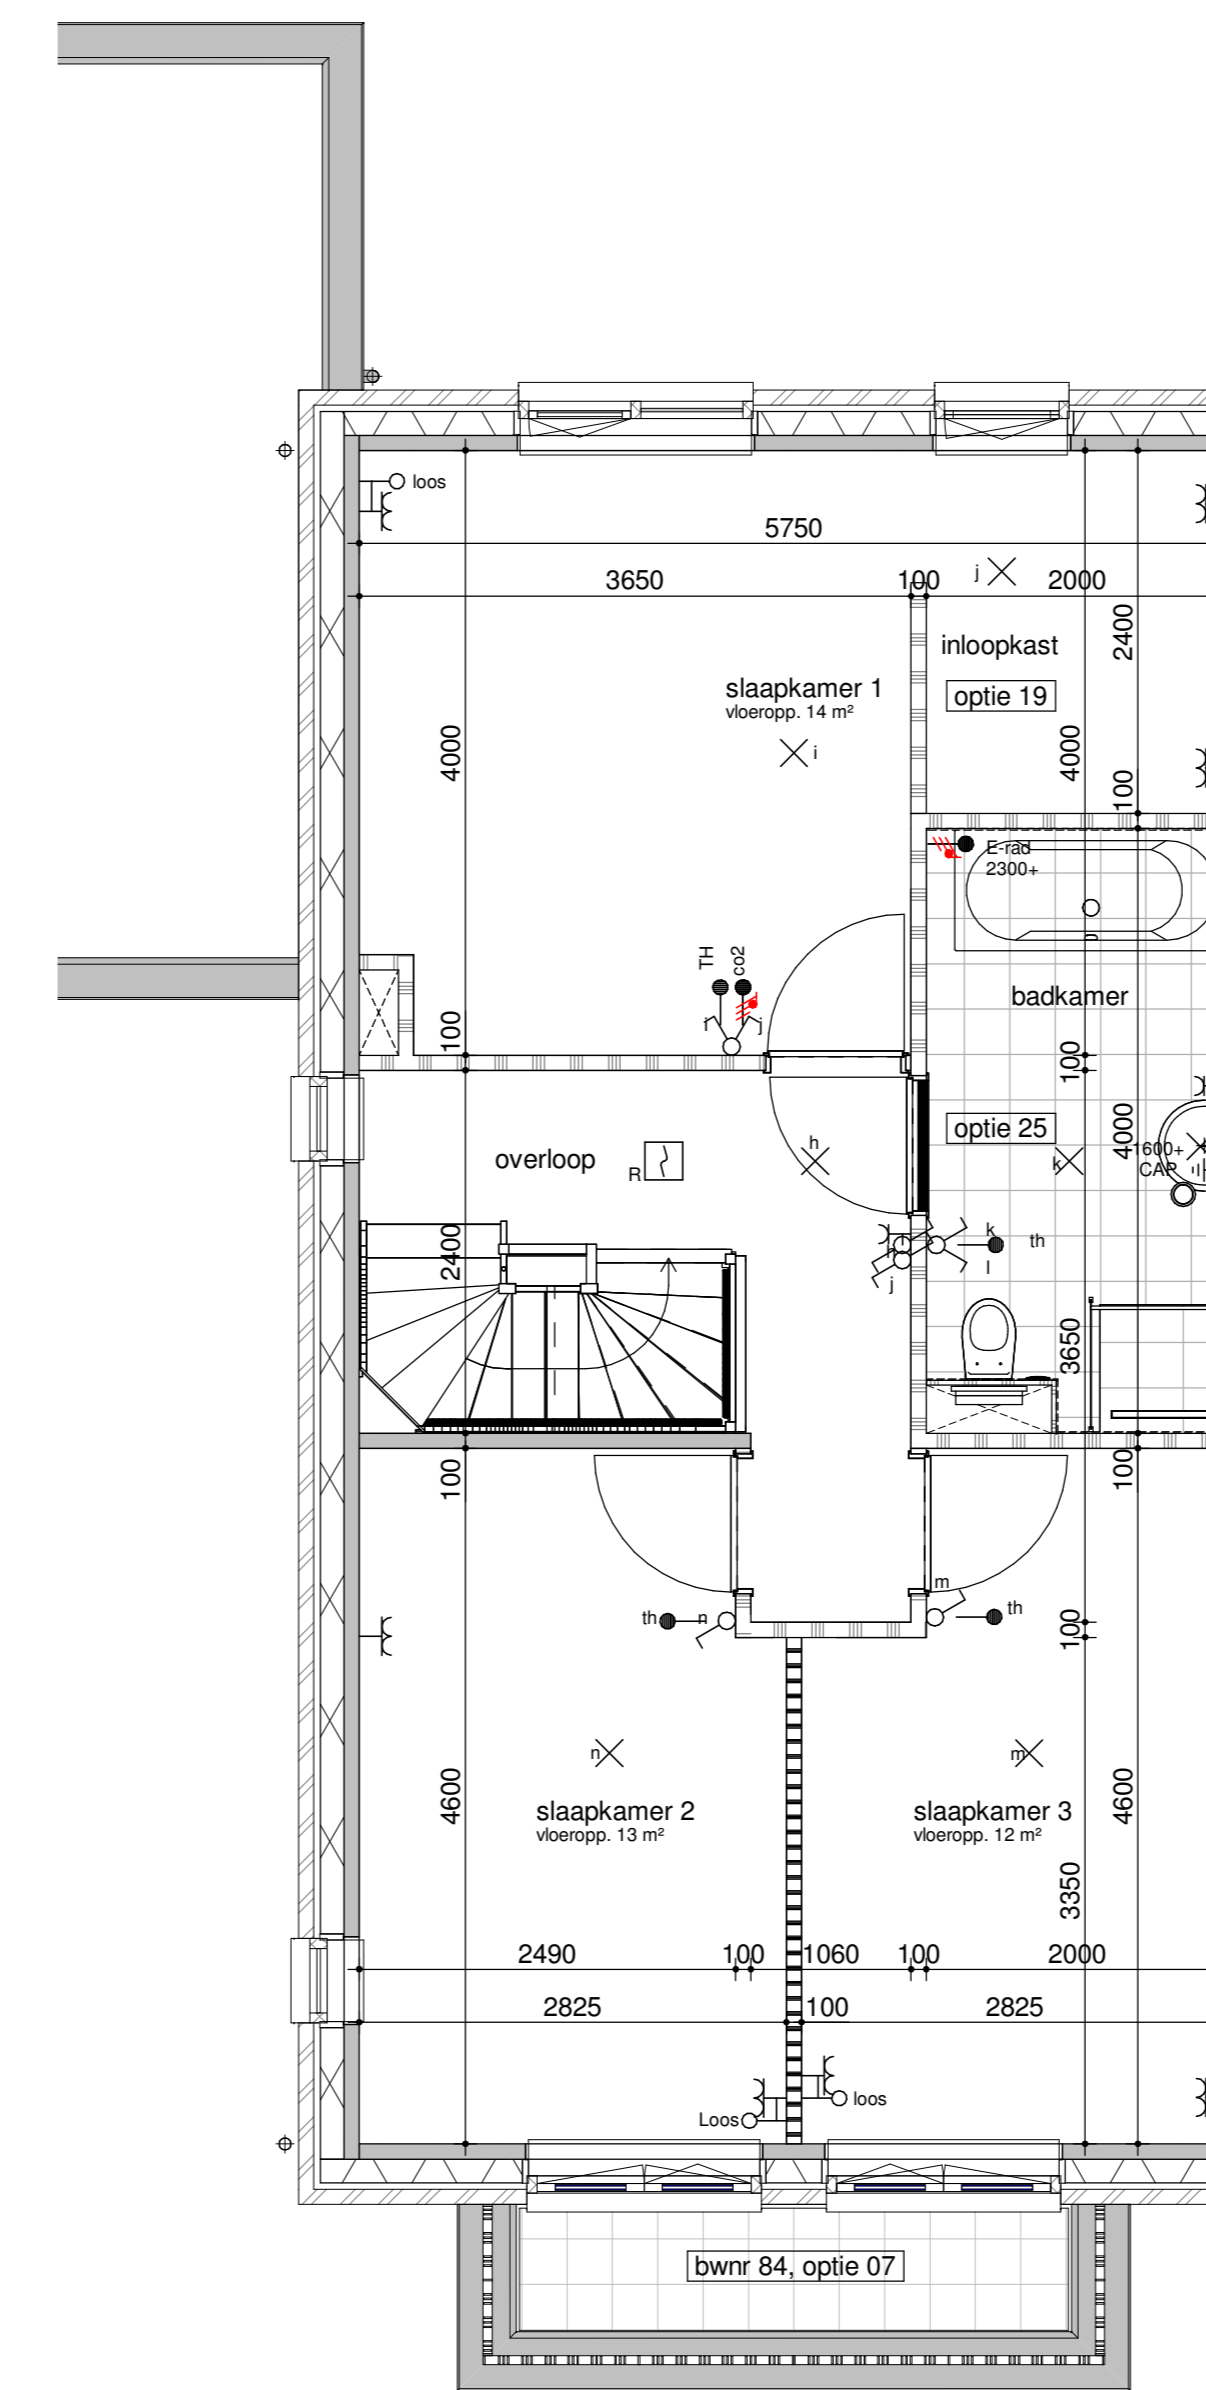 loos
5750
3650
100
j
2000
inloopkast
optie 19
2400
slaapkamer 1
vloeropp. 14 m²
i
4000
4000
100
E-rad
2300+
TH
co2
i
j
badkamer
100
100
optie 25
4000
h
overloop
R
k
1600+
CAP
2400
k
th
l
j
3650
100
100
m
th
n
th
100
n
m
slaapkamer 2
vloeropp. 13 m²
slaapkamer 3
vloeropp. 12 m²
4600
4600
3350
2490
100
1060
100
2000
2825
100
2825
loos
Loos
bwnr 84, optie 07